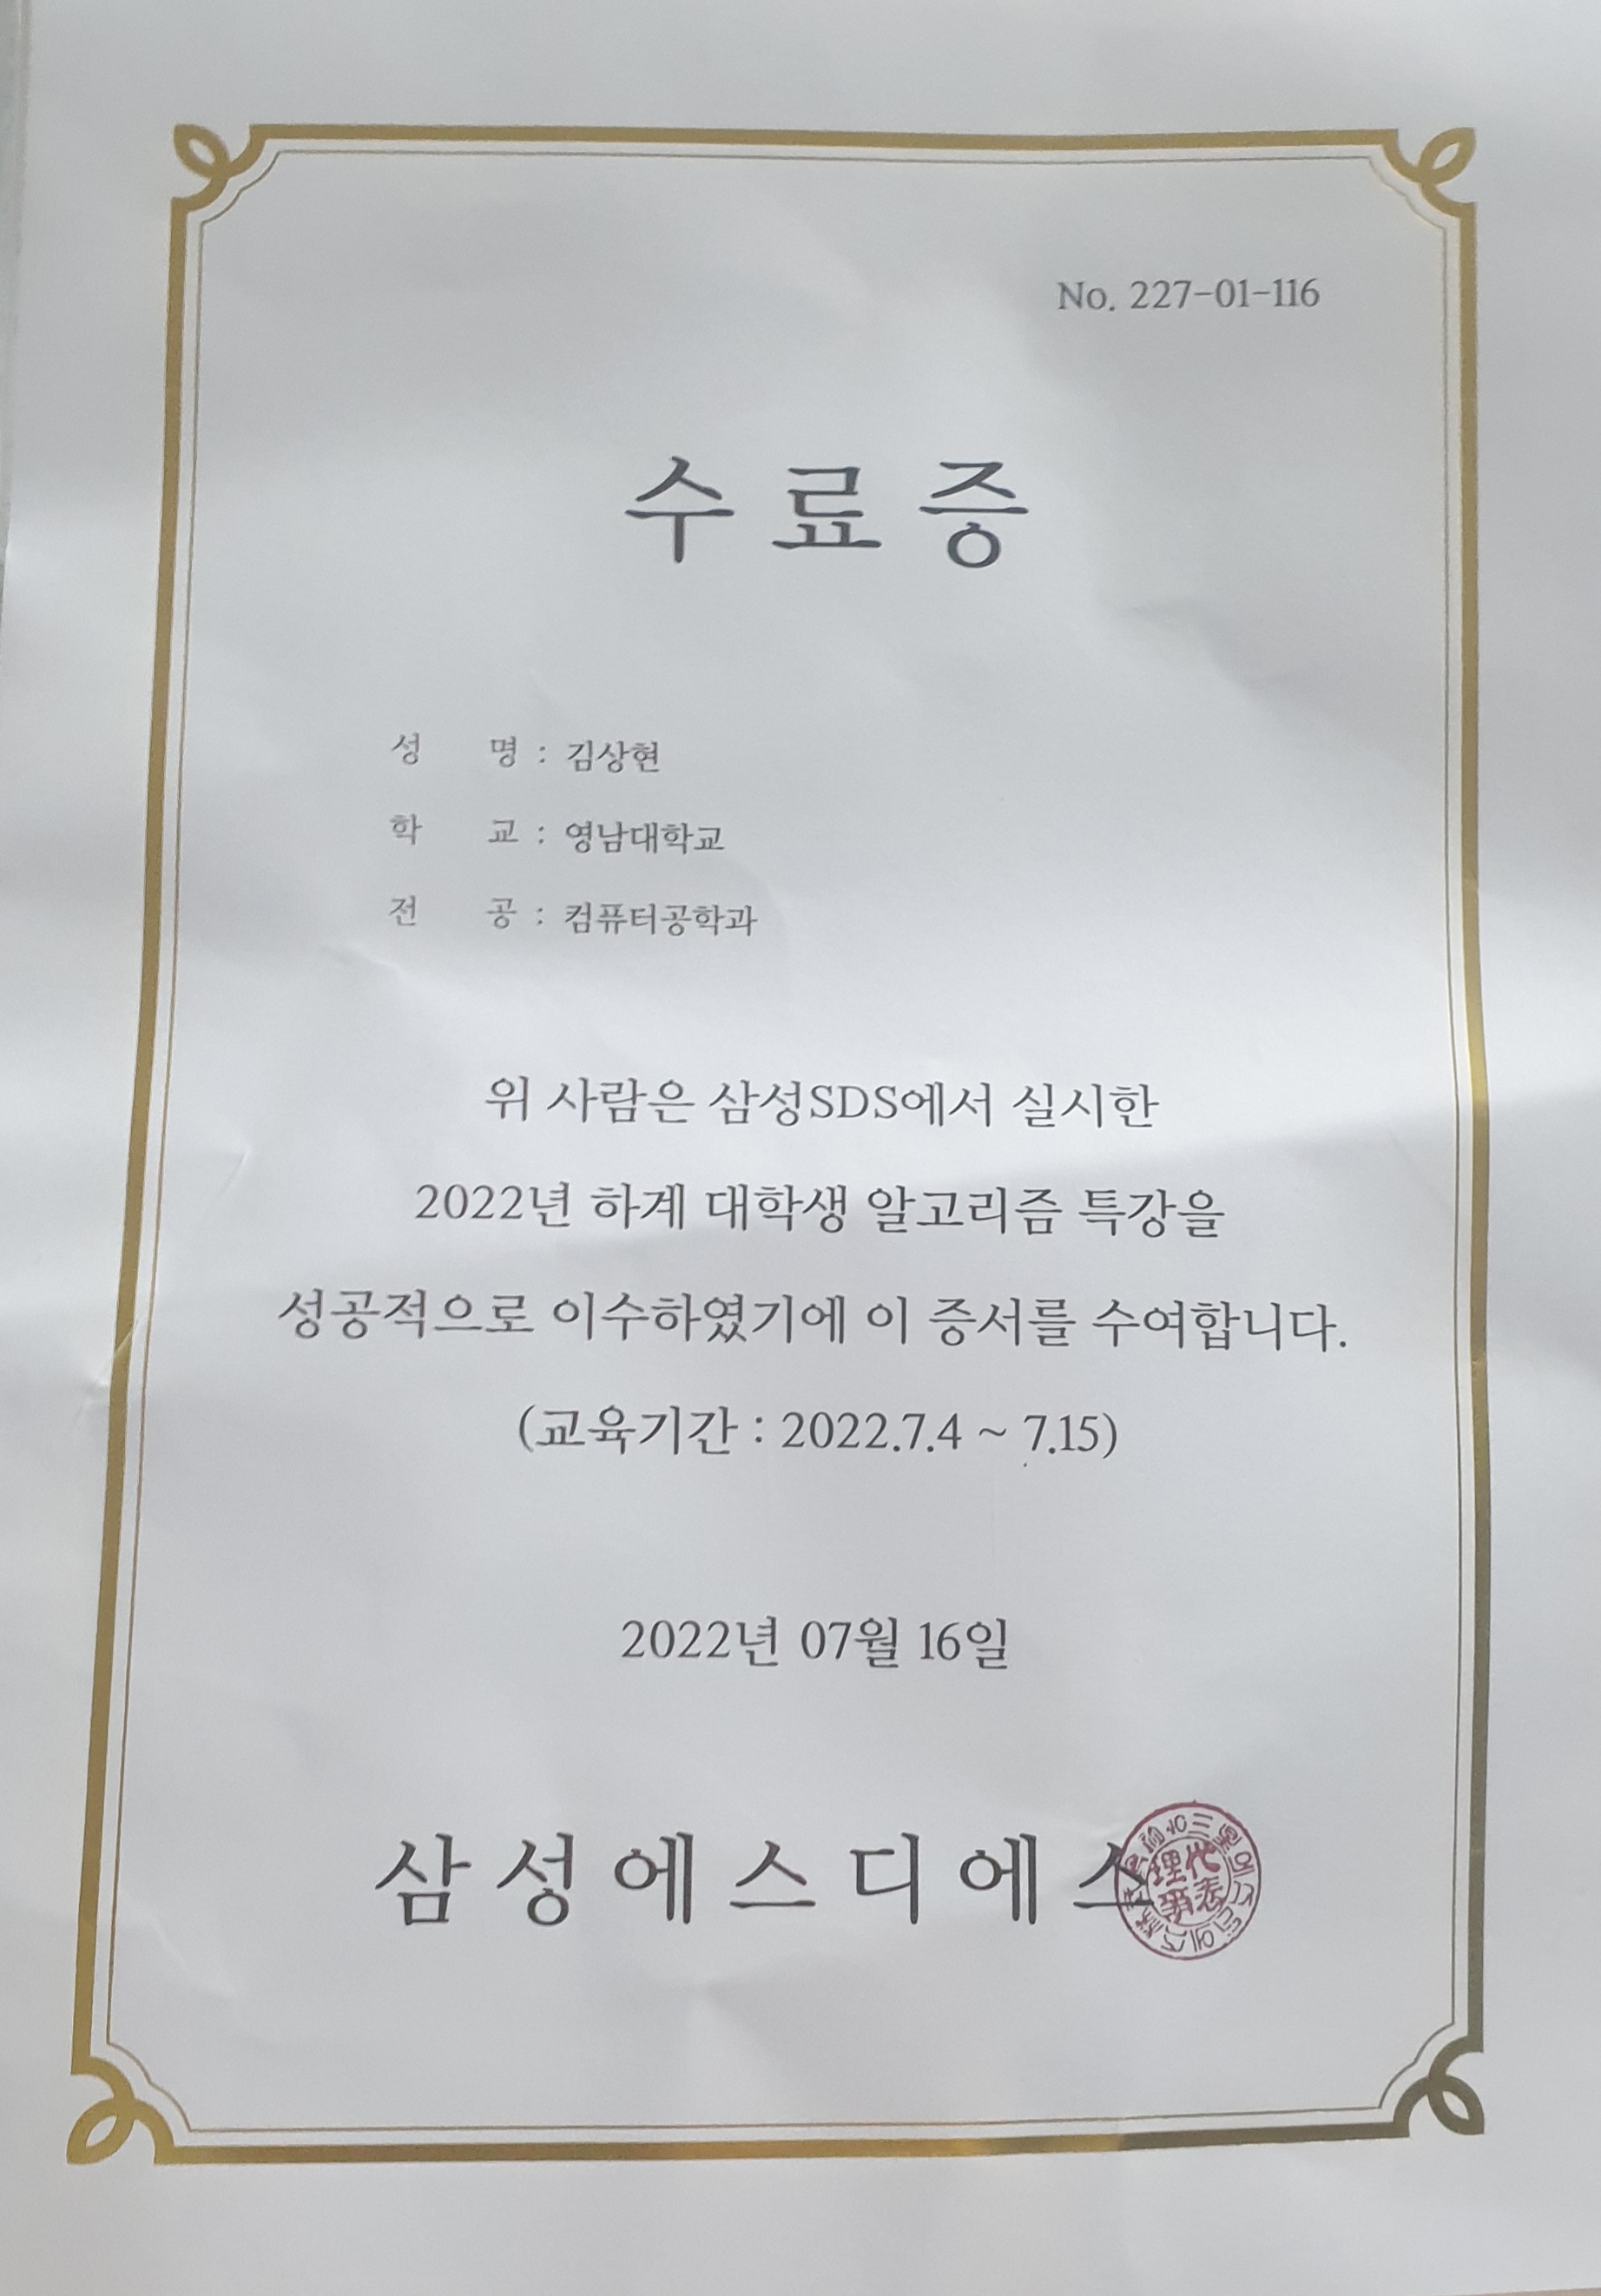 No. 227-01-116
수 료 증
성 명 : 김상현
학 교 : 영남대학교
전 공 : 컴퓨터공학과
위 사람은 삼성SDS에서 실시한
2022년 하계 대학생 알고리즘 특강을
성공적으로 이수하였기에 이 증서를 수여합니다.
(교육기간 : 2022.7.4 ~ 7.15)
2022년 07월 16일
삼 성 에 스 디 에 스
代表
理事